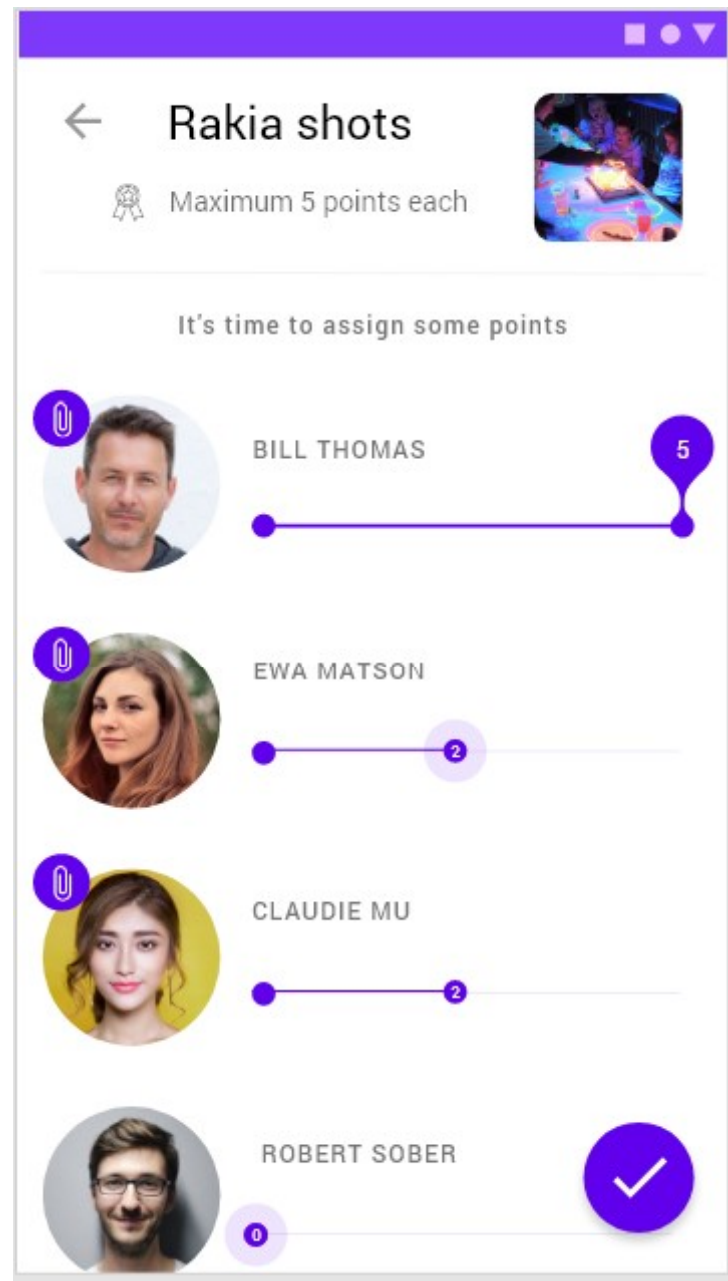 Rakia shots
Maximum 5 points each
It's time to assign some points
BILL THOMAS
5
EWA MATSON
2
CLAUDIE MU
2
ROBERT SOBER
0